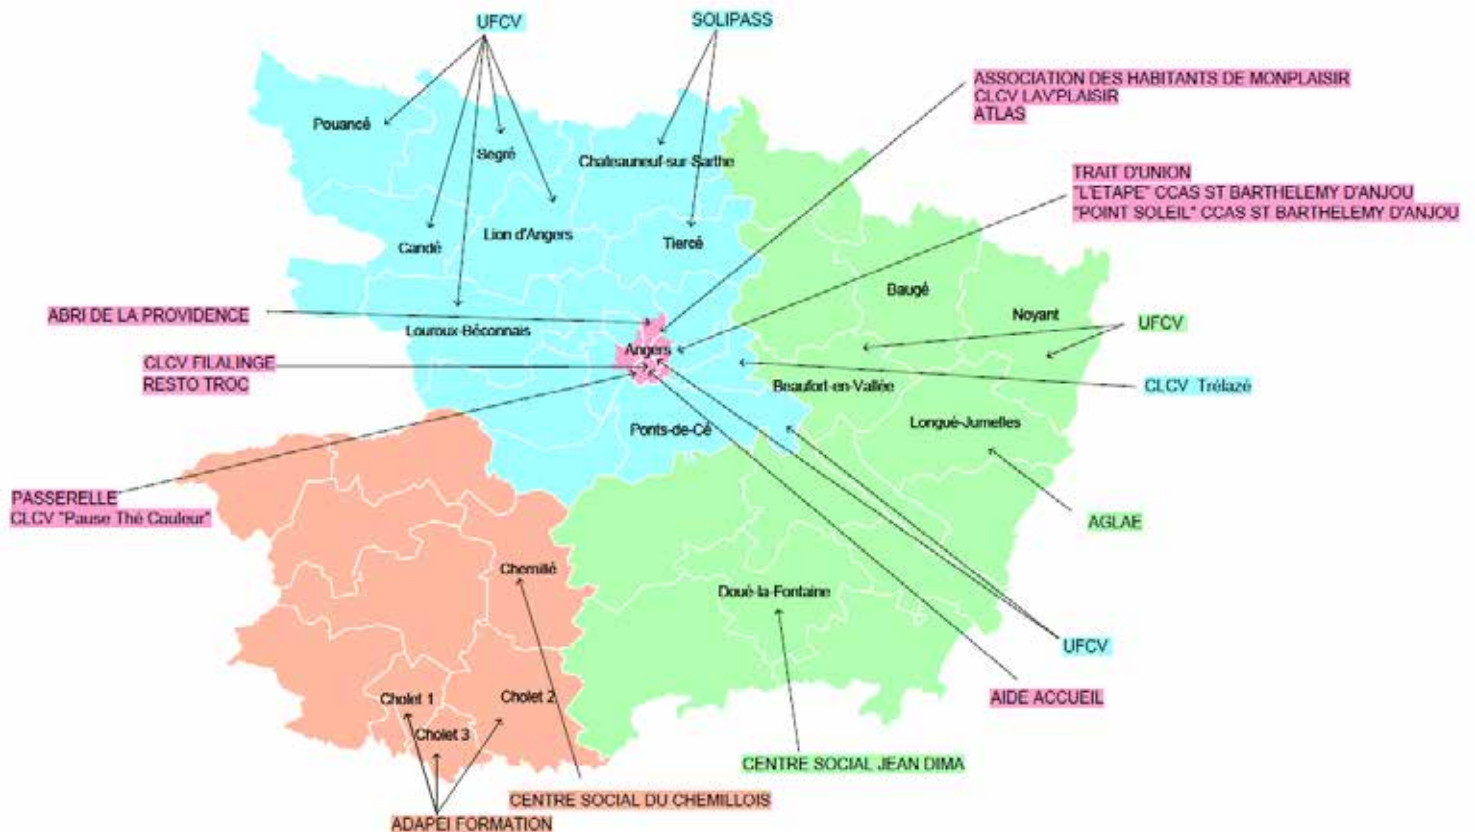 UFCV
SOLIPASS
ASSOCIATION DES HABITANTS DE MONPLAISIR
CLCV LAV'PLAISIR
ATLAS
Pouancé
Segré
Chateauneuf-sur-Sarthe
TRAIT D'UNION
"L'ETAPE" CCAS ST BARTHELEMY D'ANJOU
"POINT SOLEIL" CCAS ST BARTHELEMY D'ANJOU
Candé
Lion d'Angers
Tiercé
Baugé
Noyant
ABRI DE LA PROVIDENCE
Louroux-Béconnais
UFCV
Angers
CLCV FILALINGE
RESTO TROC
Beaufort-en-Vallée
CLCV Trélazé
Ponts-de-Cé
Longué-Jumelles
PASSERELLE
CLCV "Pause Thé Couleur"
AGLAE
Chemillé
Doué-la-Fontaine
UFCV
Cholet 1
Cholet 2
AIDE ACCUEIL
Cholet 3
CENTRE SOCIAL JEAN DIMA
CENTRE SOCIAL DU CHEMILLOIS
ADAPEI FORMATION